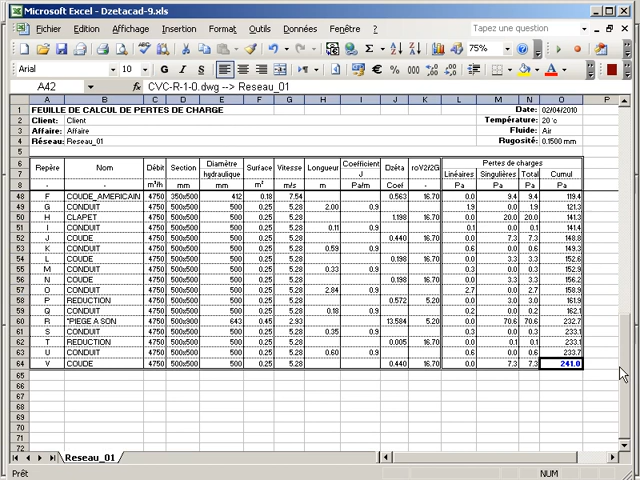 Microsoft Excel - Dzetacad-9.xls
Fichier Edition Affichage Insertion Format Outils Données Fenêtre ? Tapez une question
75%
Arial 10 G I S
A42 CVC-R-1-0.dwg --> Reseau_01
A B C D E F G H I J K L M N O P
1 FEUILLE DE CALCUL DE PERTES DE CHARGE Date: 02/04/2010
2 Client: Client Température: 20 °c
3 Affaire: Affaire Fluide: Air
4 Réseau: Reseau_01 Rugosité: 0.1500 mm
5
6 Repère Nom Débit Section Diamètre hydraulique Surface Vitesse Longueur Coefficient J Dzéta roV2/2G Pertes de charges
7 Linéaires Singulières Total Cumul
8 - - m³/h mm mm m² m/s m Pa/m Coef - Pa Pa Pa Pa
48 F COUDE_AMERICAIN 4750 350x500 412 0.18 7.54 0.563 16.70 0.0 9.4 9.4 119.4
49 G CONDUIT 4750 500x500 500 0.25 5.28 2.00 0.9 1.9 0.0 1.9 121.3
50 H CLAPET 4750 500x500 500 0.25 5.28 1.198 16.70 0.0 20.0 20.0 141.3
51 I CONDUIT 4750 500x500 500 0.25 5.28 0.11 0.9 0.1 0.0 0.1 141.4
52 J COUDE 4750 500x500 500 0.25 5.28 0.440 16.70 0.0 7.3 7.3 148.8
53 K CONDUIT 4750 500x500 500 0.25 5.28 0.59 0.9 0.6 0.0 0.6 149.3
54 L COUDE 4750 500x500 500 0.25 5.28 0.198 16.70 0.0 3.3 3.3 152.6
55 M CONDUIT 4750 500x500 500 0.25 5.28 0.33 0.9 0.3 0.0 0.3 152.9
56 N COUDE 4750 500x500 500 0.25 5.28 0.198 16.70 0.0 3.3 3.3 156.2
57 O CONDUIT 4750 500x500 500 0.25 5.28 2.84 0.9 2.7 0.0 2.7 158.9
58 P REDUCTION 4750 500x500 500 0.25 5.28 0.572 5.20 0.0 3.0 3.0 161.9
59 Q CONDUIT 4750 500x500 500 0.25 5.28 0.18 0.9 0.2 0.0 0.2 162.1
60 R *PIEGE A SON 4750 500x900 643 0.45 2.93 13.584 5.20 0.0 70.6 70.6 232.7
61 S CONDUIT 4750 500x500 500 0.25 5.28 0.35 0.9 0.3 0.0 0.3 233.1
62 T REDUCTION 4750 500x500 500 0.25 5.28 0.005 16.70 0.0 0.1 0.1 233.1
63 U CONDUIT 4750 500x500 500 0.25 5.28 0.60 0.9 0.6 0.0 0.6 233.7
64 V COUDE 4750 500x500 500 0.25 5.28 0.440 16.70 0.0 7.3 7.3 241.0
65
66
67
68
69
70
71
72
Reseau_01
Prêt NUM